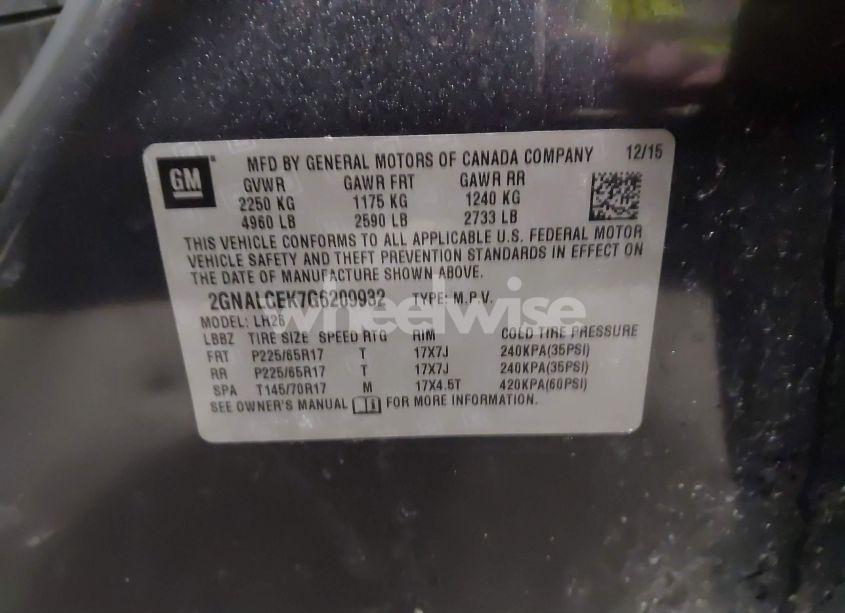 GM
MFD BY GENERAL MOTORS OF CANADA COMPANY 12/15
GVWR GAWR FRT GAWR RR
2250 KG 1175 KG 1240 KG
4960 LB 2590 LB 2733 LB
THIS VEHICLE CONFORMS TO ALL APPLICABLE U.S. FEDERAL MOTOR
VEHICLE SAFETY AND THEFT PREVENTION STANDARDS IN EFFECT ON
THE DATE OF MANUFACTURE SHOWN ABOVE.
2GNALCEK7G6209932 TYPE: M.P.V.
MODEL: LH26
wheelwise
LBBZ TIRE SIZE SPEED RTG RIM COLD TIRE PRESSURE
FRT P225/65R17 T 17X7J 240KPA(35PSI)
RR P225/65R17 T 17X7J 240KPA(35PSI)
SPA T145/70R17 M 17X4.5T 420KPA(60PSI)
SEE OWNER'S MANUAL FOR MORE INFORMATION.